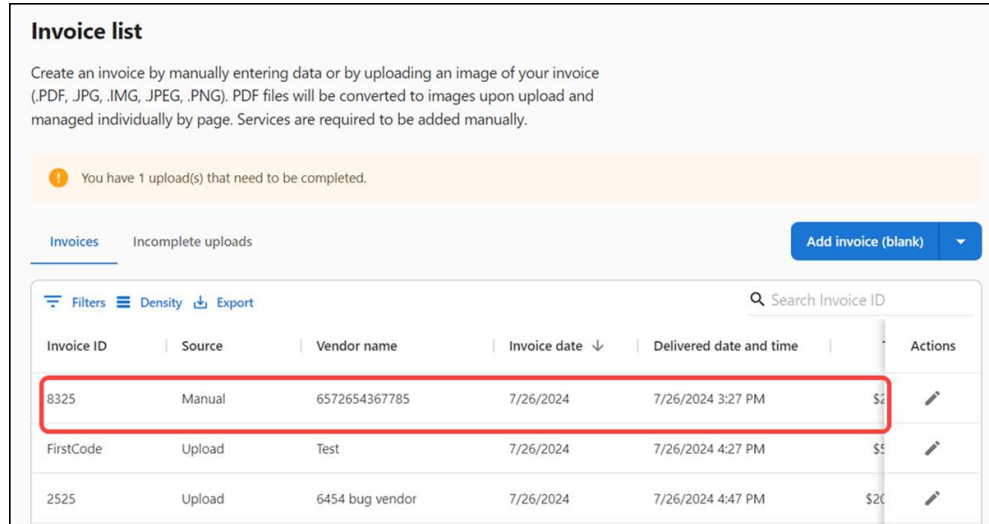 Invoice list
Create an invoice by manually entering data or by uploading an image of your invoice
(.PDF, .JPG, .IMG, .JPEG, .PNG). PDF files will be converted to images upon upload and
managed individually by page. Services are required to be added manually.
You have 1 upload(s) that need to be completed.
Invoices Incomplete uploads Add invoice (blank)
Filters Density Export Search Invoice ID
Invoice ID Source Vendor name Invoice date Delivered date and time Actions
8325 Manual 6572654367785 7/26/2024 7/26/2024 3:27 PM
FirstCode Upload Test 7/26/2024 7/26/2024 4:27 PM
2525 Upload 6454 bug vendor 7/26/2024 7/26/2024 4:47 PM